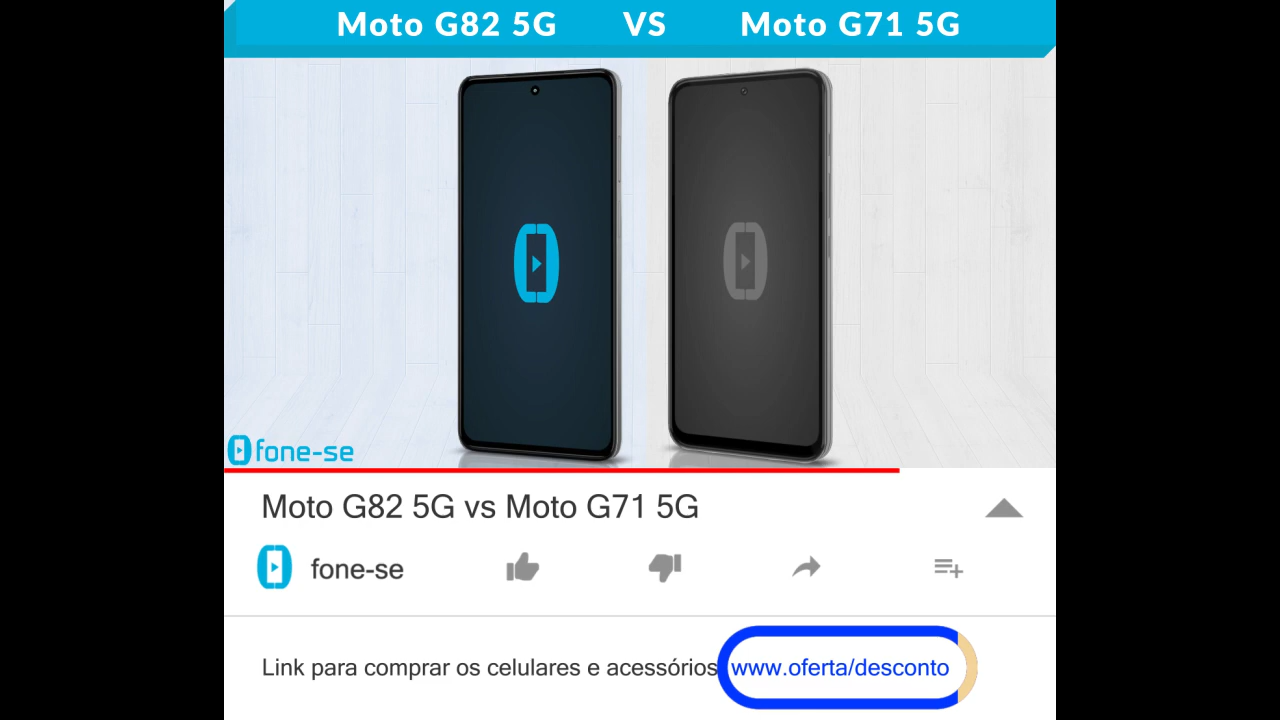 Moto G82 5G VS Moto G71 5G
fone-se
Moto G82 5G vs Moto G71 5G
fone-se
Link para comprar os celulares e acessórios www.oferta/desconto